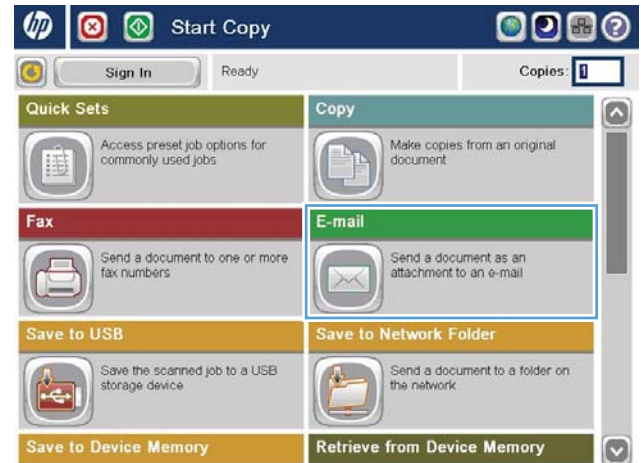 hp
Start Copy
?
Sign In
Ready
Copies: 1
Quick Sets
Access preset job options for
commonly used jobs
Copy
Make copies from an original
document
Fax
Send a document to one or more
fax numbers
E-mail
Send a document as an
attachment to an e-mail
Save to USB
Save the scanned job to a USB
storage device
Save to Network Folder
Send a document to a folder on
the network
Save to Device Memory
Retrieve from Device Memory